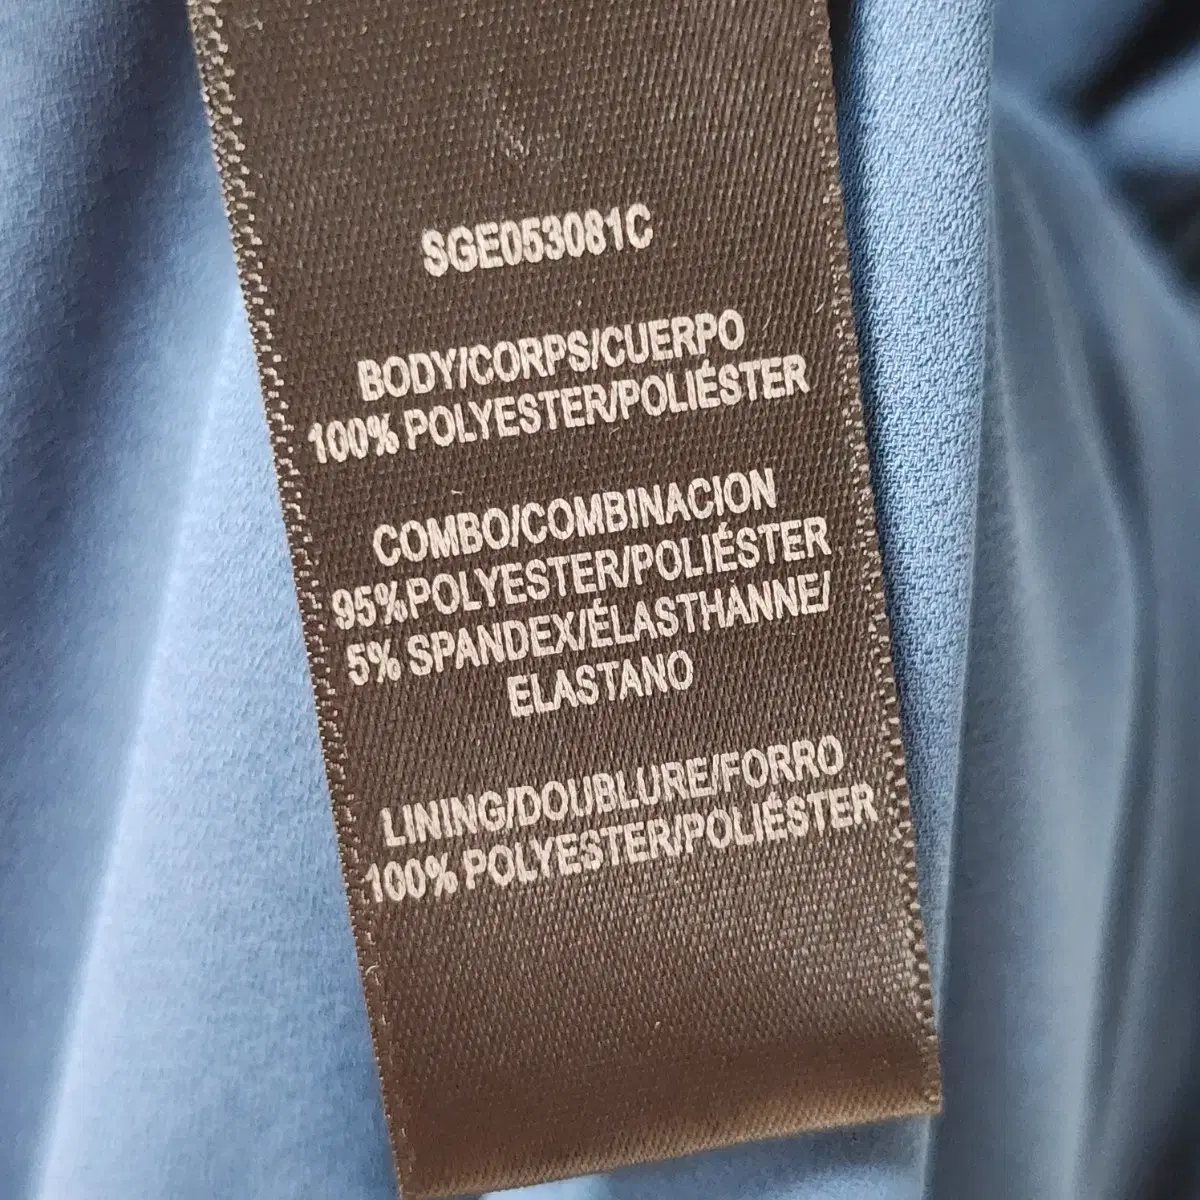 SGE053081C
BODY/CORPS/CUERPO
100% POLYESTER/POLIÉSTER
COMBO/COMBINACION
95%POLYESTER/POLIÉSTER
5% SPANDEX/ÉLASTHANNE/
ELASTANO
LINING/DOUBLURE/FORRO
100% POLYESTER/POLIÉSTER